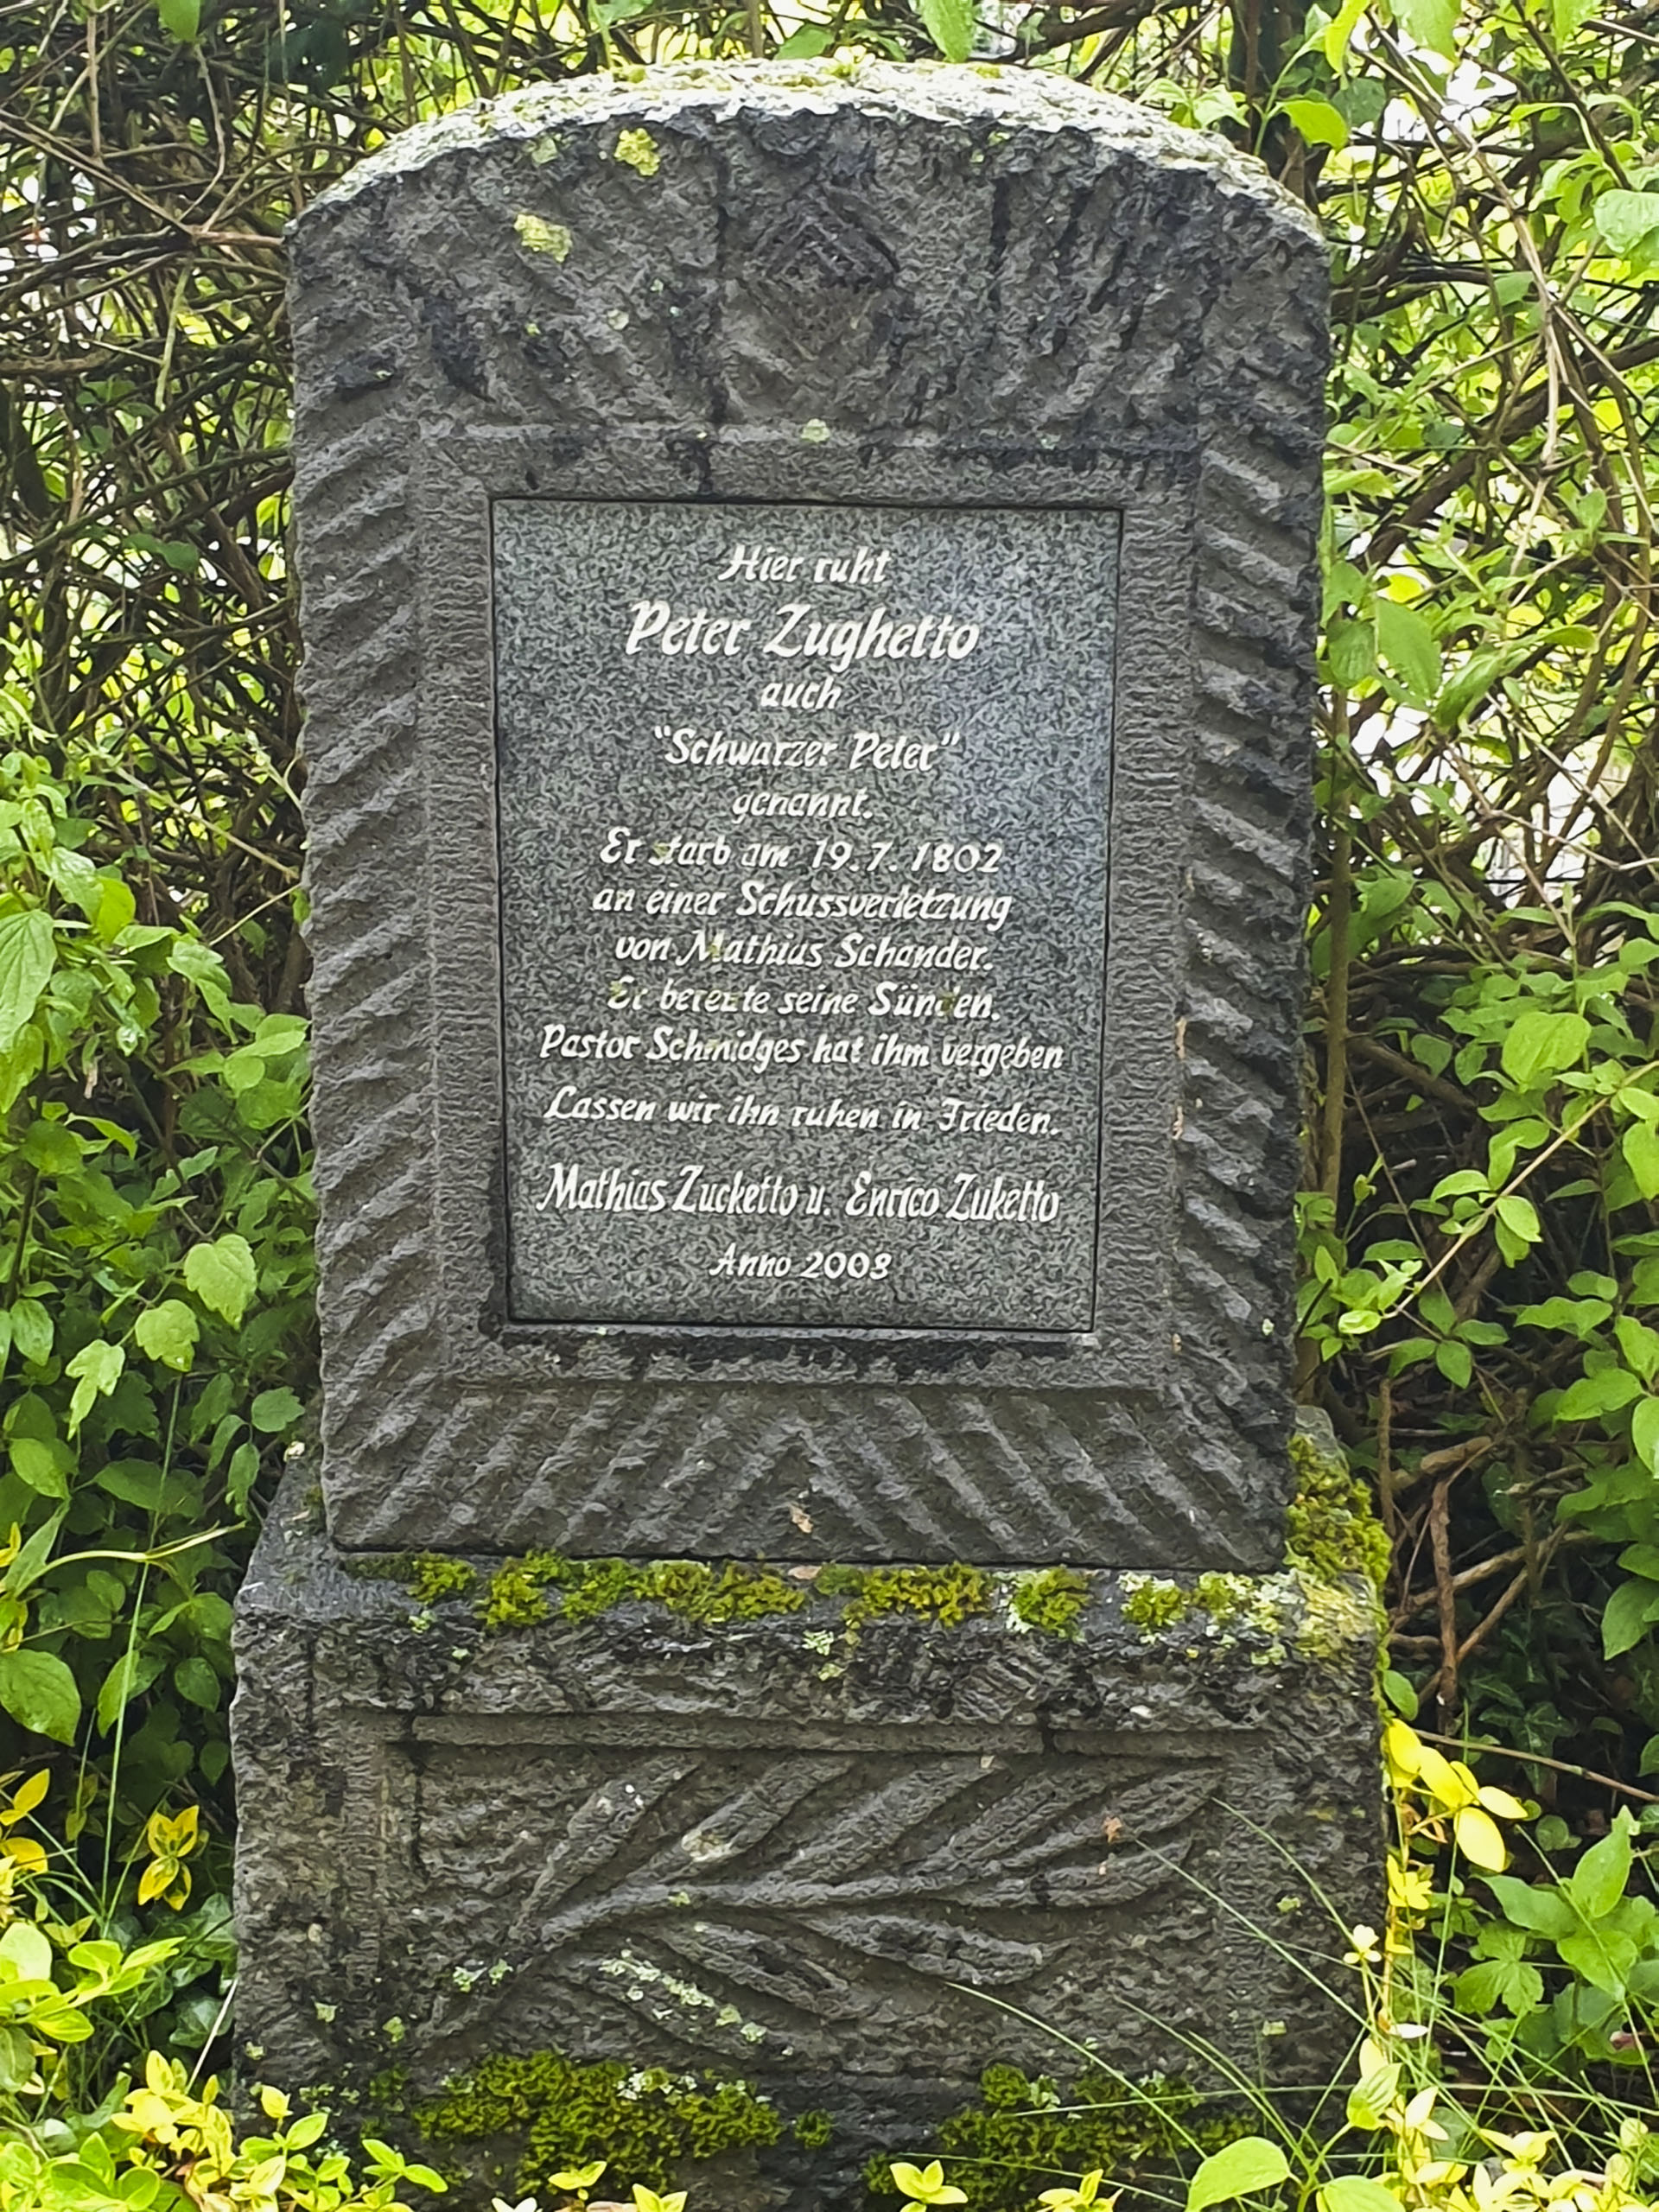 Hier ruht
Peter Zughetto
auch
"Schwarzer Peter"
genannt.
Er starb am 19.7.1802
an einer Schussverletzung
von Mathias Schander.
Er bereute seine Sünden.
Pastor Schmidges hat ihm vergeben
Lassen wir ihn ruhen in Frieden.
Mathias Zucketto u. Enrico Zuketto
Anno 2008